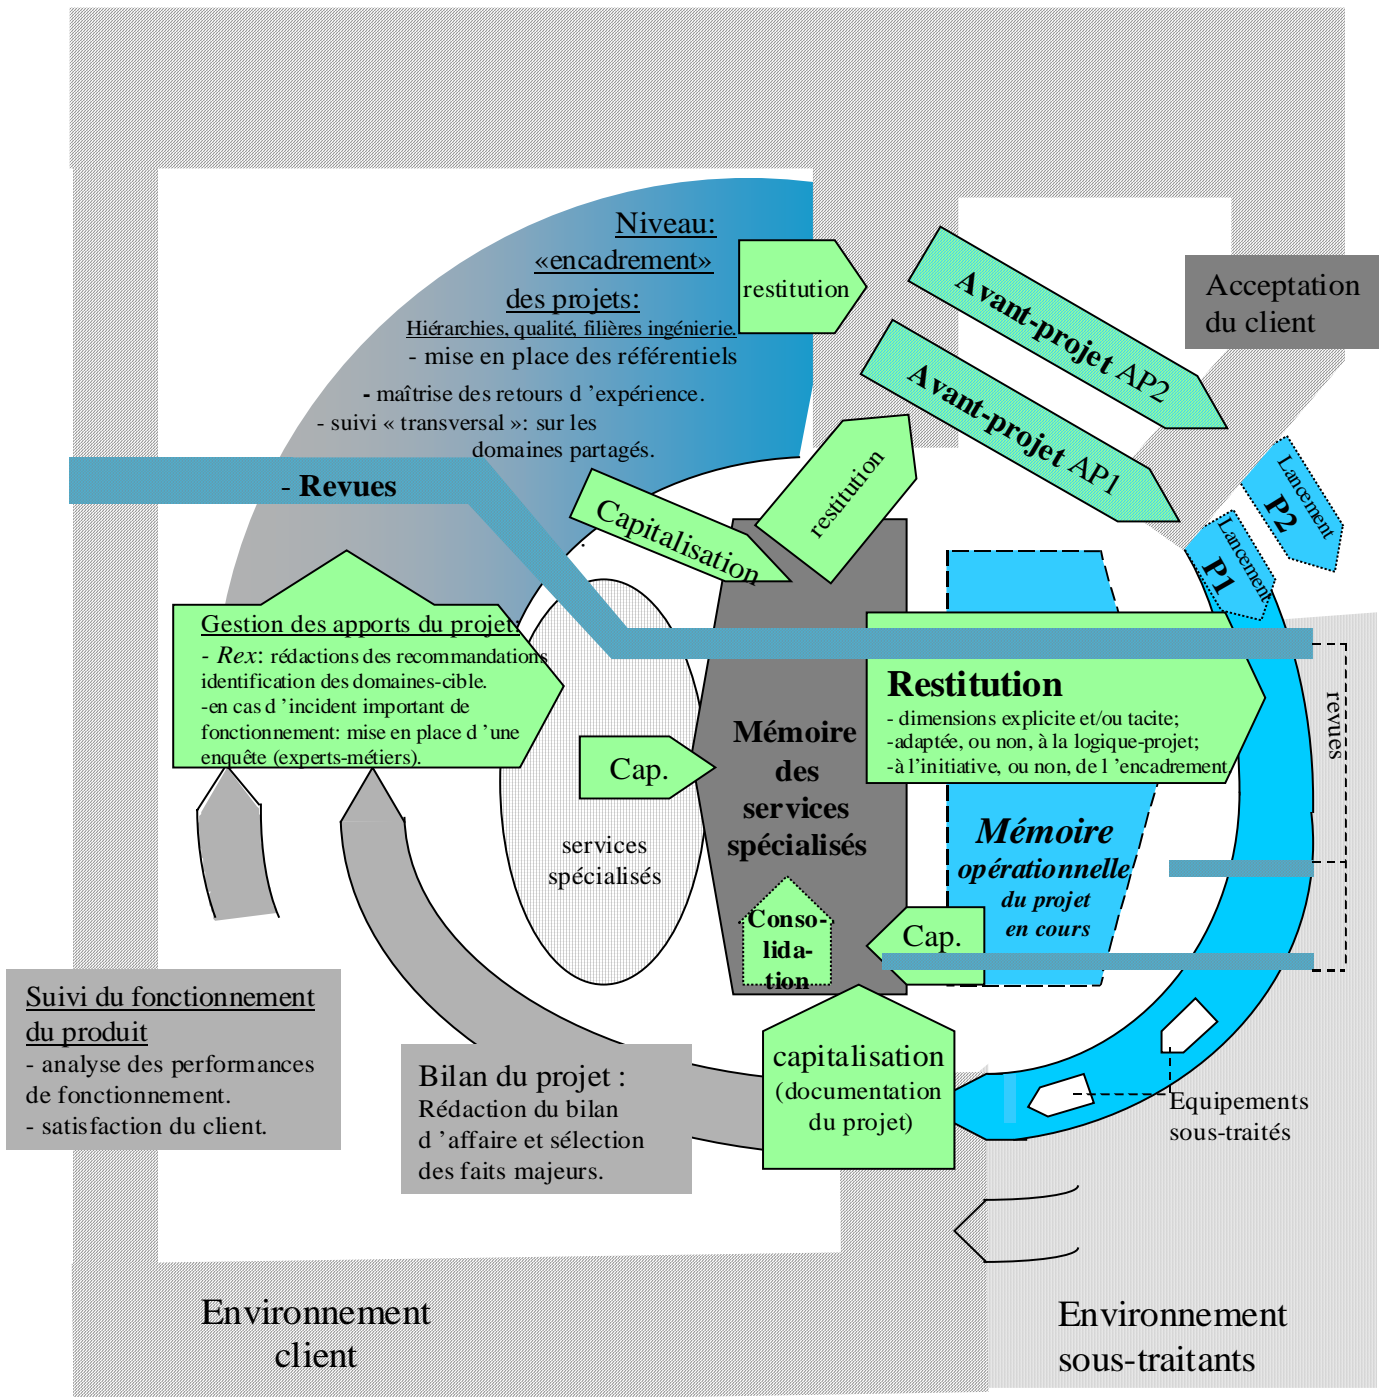 Niveau:
«encadrement»
des projets:
Hiérarchies, qualité, filières ingénierie.
- mise en place des référentiels
- maîtrise des retours d ’expérience.
- suivi « transversal »: sur les
domaines partagés.
restitution
Avant-projet AP2
Avant-projet AP1
Acceptation
du client
- Revues
Capitalisation
restitution
Lancement
P2
Lancement
P1
Gestion des apports du projet:
- Rex: rédactions des recommandations
identification des domaines-cible.
-en cas d ’incident important de
fonctionnement: mise en place d ’une
enquête (experts-métiers).
Restitution
- dimensions explicite et/ou tacite;
-adaptée, ou non, à la logique-projet;
-à l’initiative, ou non, de l ’encadrement
revues
Cap.
Mémoire
des
services
spécialisés
services
spécialisés
Mémoire
opérationnelle
du projet
en cours
Conso-
lida-
tion
Cap.
Suivi du fonctionnement
du produit
- analyse des performances
de fonctionnement.
- satisfaction du client.
Bilan du projet :
Rédaction du bilan
d ’affaire et sélection
des faits majeurs.
capitalisation
(documentation
du projet)
Equipements
sous-traités
Environnement
client
Environnement
sous-traitants